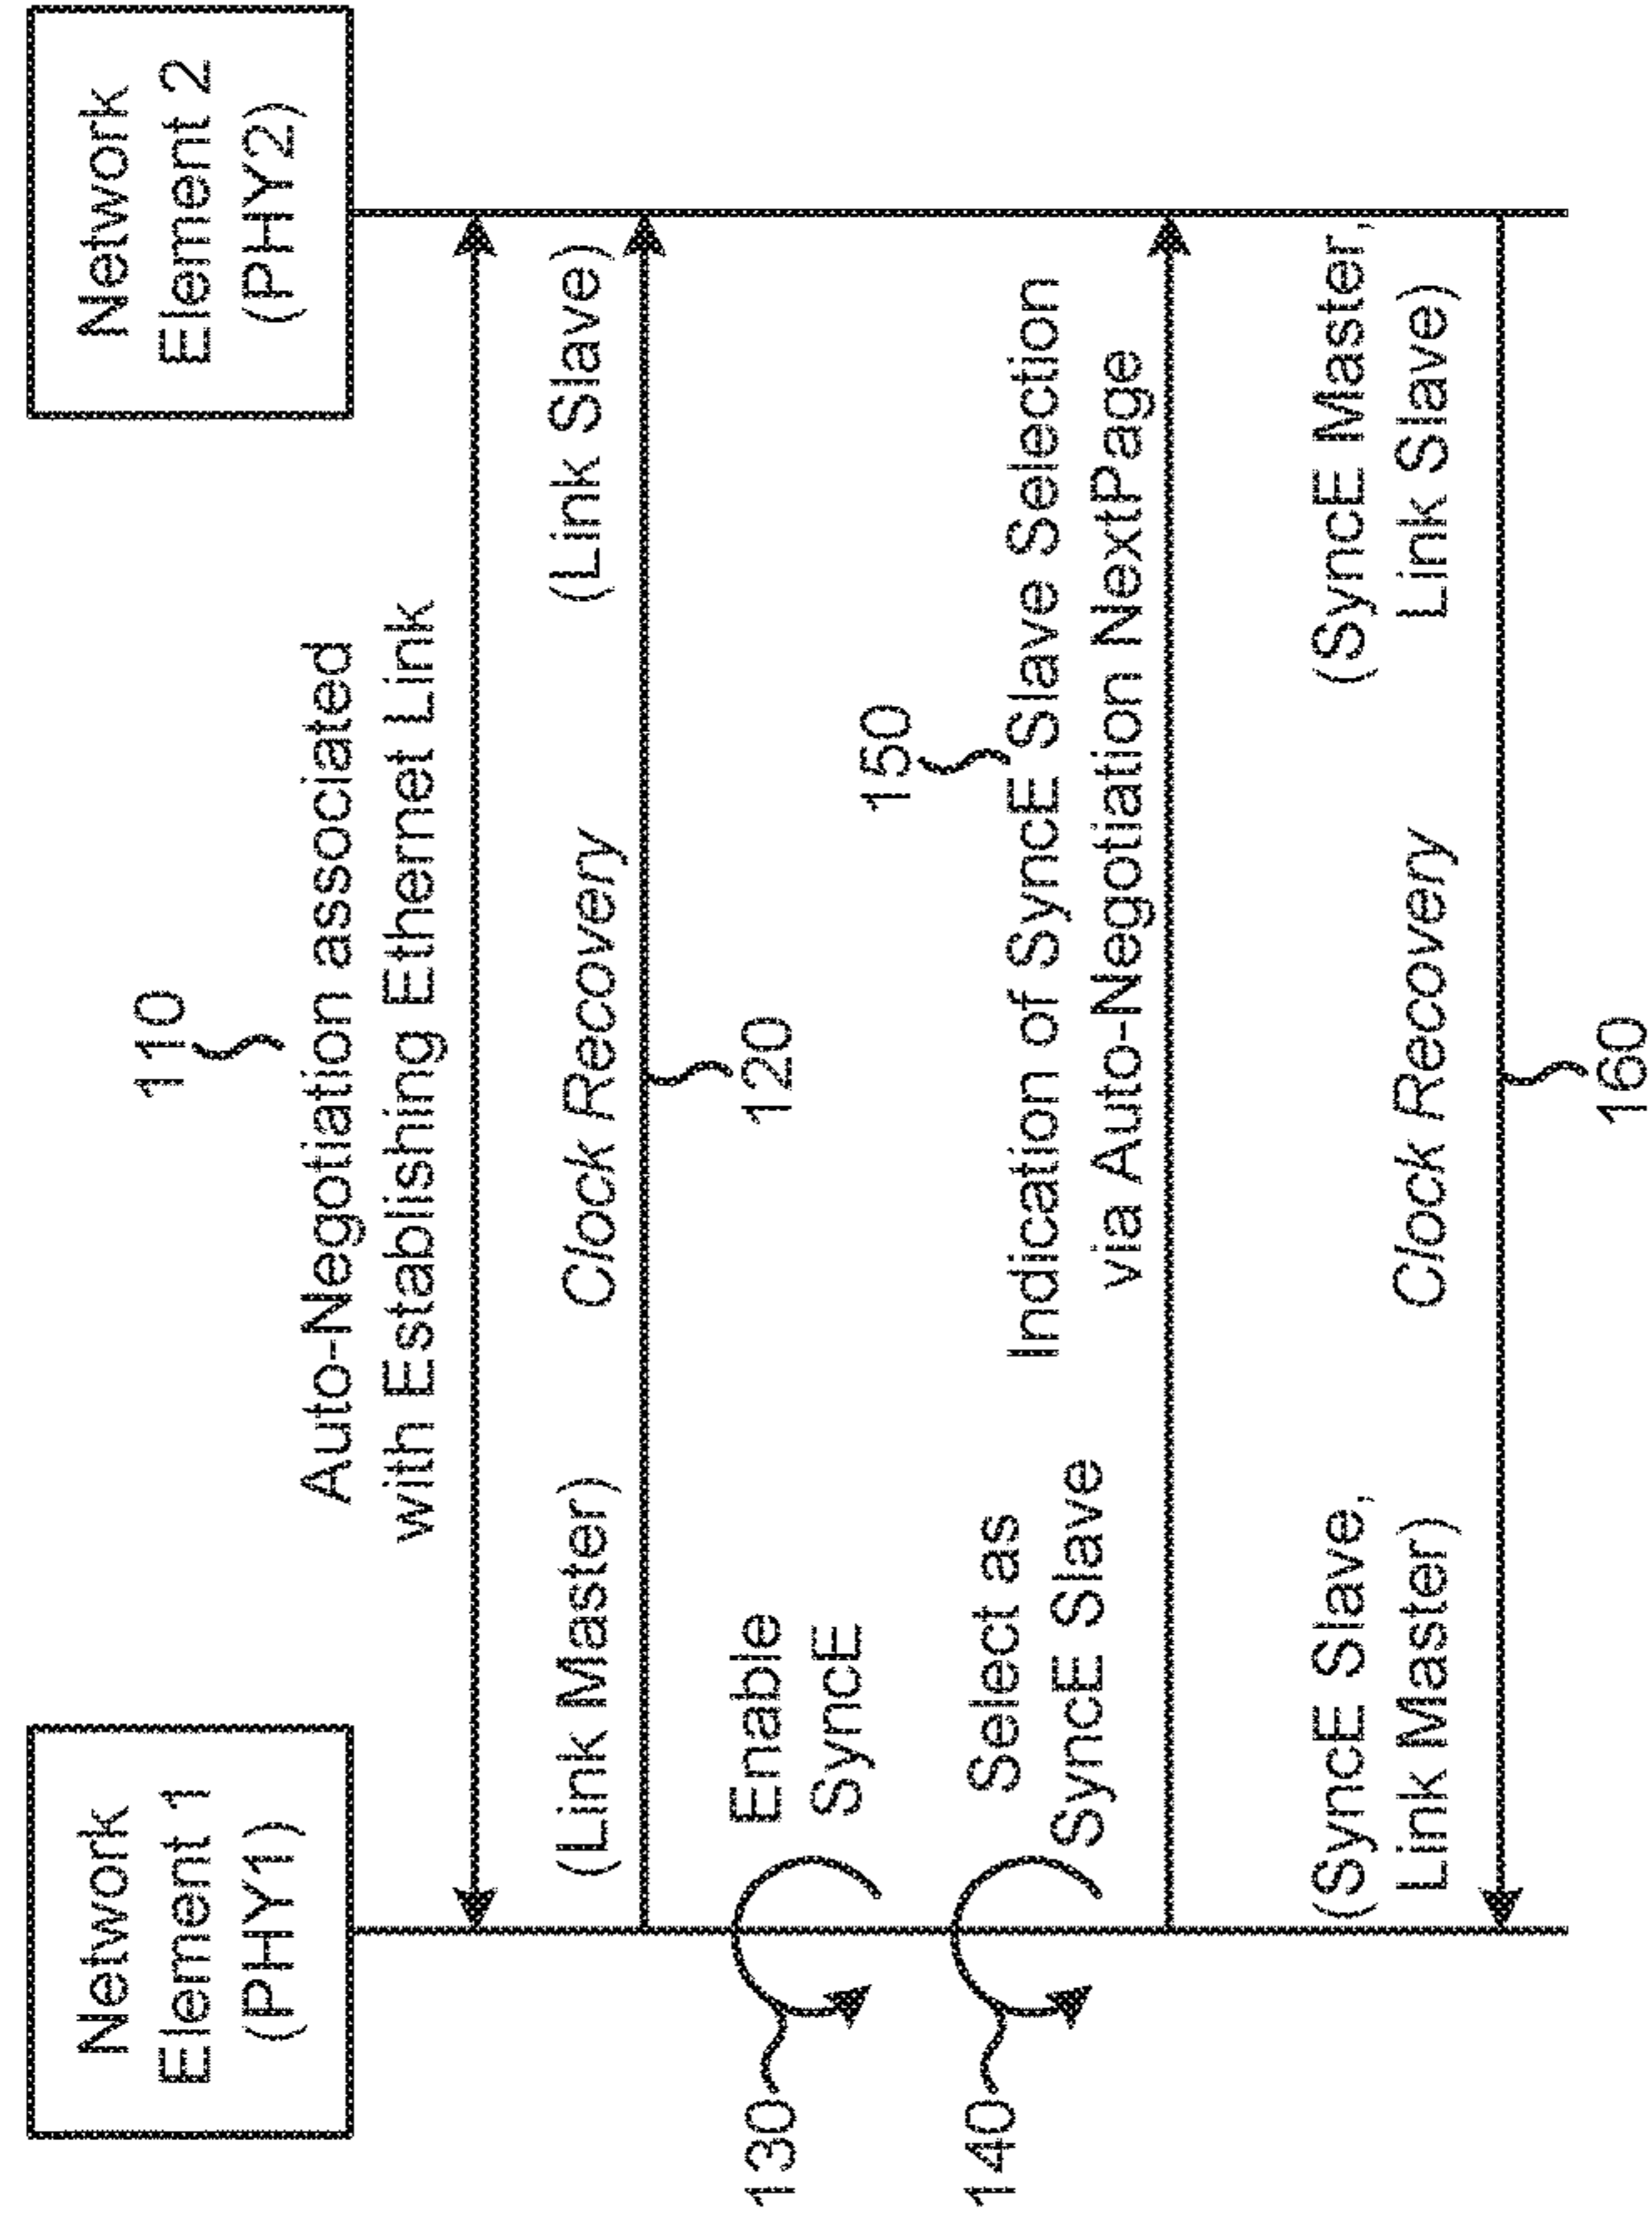 Network
Element 1
(PHY1)
Network
Element 2
(PHY2)
110
Auto-Negotiation associated
with Establishing Ethernet Link
(Link Master)
Clock Recovery
(Link Slave)
120
130
Enable
SyncE
140
Select as
SyncE Slave
150
Indication of SyncE Slave Selection
via Auto-Negotiation NextPage
(SyncE Slave,
Link Master)
Clock Recovery
(SyncE Master,
Link Slave)
160